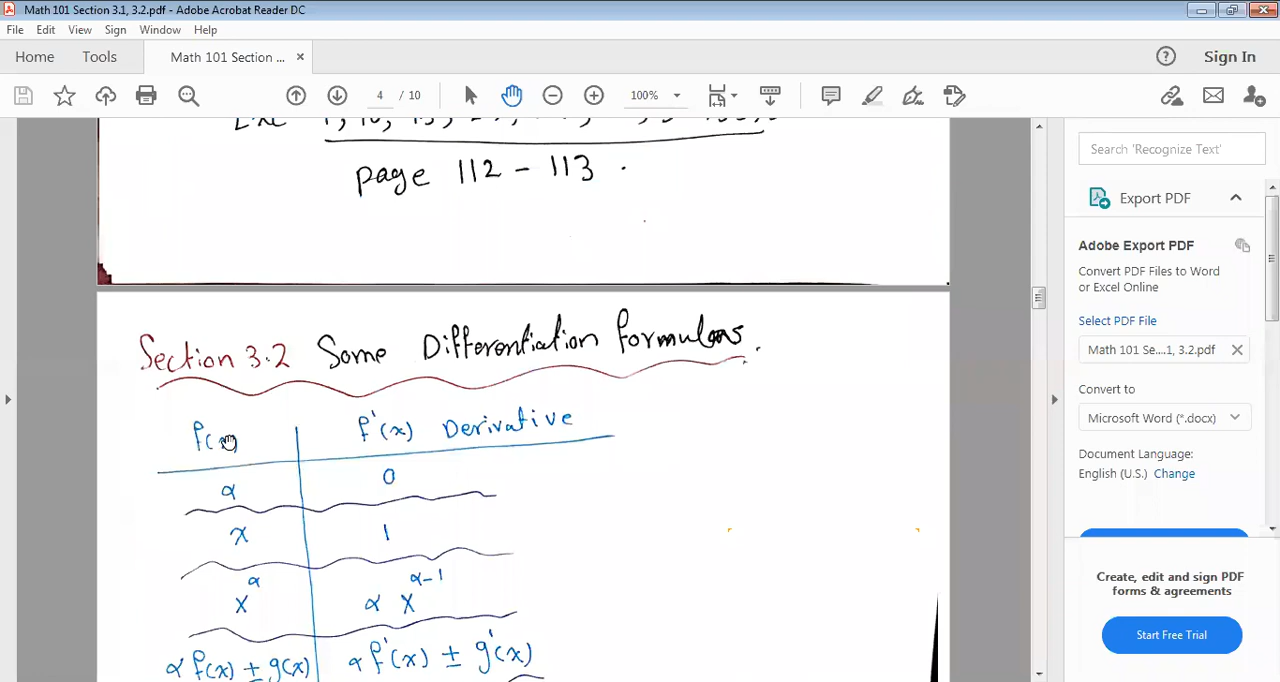 Math 101 Section 3.1, 3.2.pdf - Adobe Acrobat Reader DC
File Edit View Sign Window Help
Home Tools Math 101 Section ... × Sign In
4 / 10 100%
page 112 - 113 .
Section 3.2 Some Differentiation formulas.
f(x) f'(x) Derivative
α 0
x 1
x^α α x^α-1
α f(x) ± g(x) α f'(x) ± g'(x)
Search 'Recognize Text'
Export PDF
Adobe Export PDF
Convert PDF Files to Word
or Excel Online
Select PDF File
Math 101 Se....1, 3.2.pdf ×
Convert to
Microsoft Word (*.docx)
Document Language:
English (U.S.) Change
Create, edit and sign PDF
forms & agreements
Start Free Trial